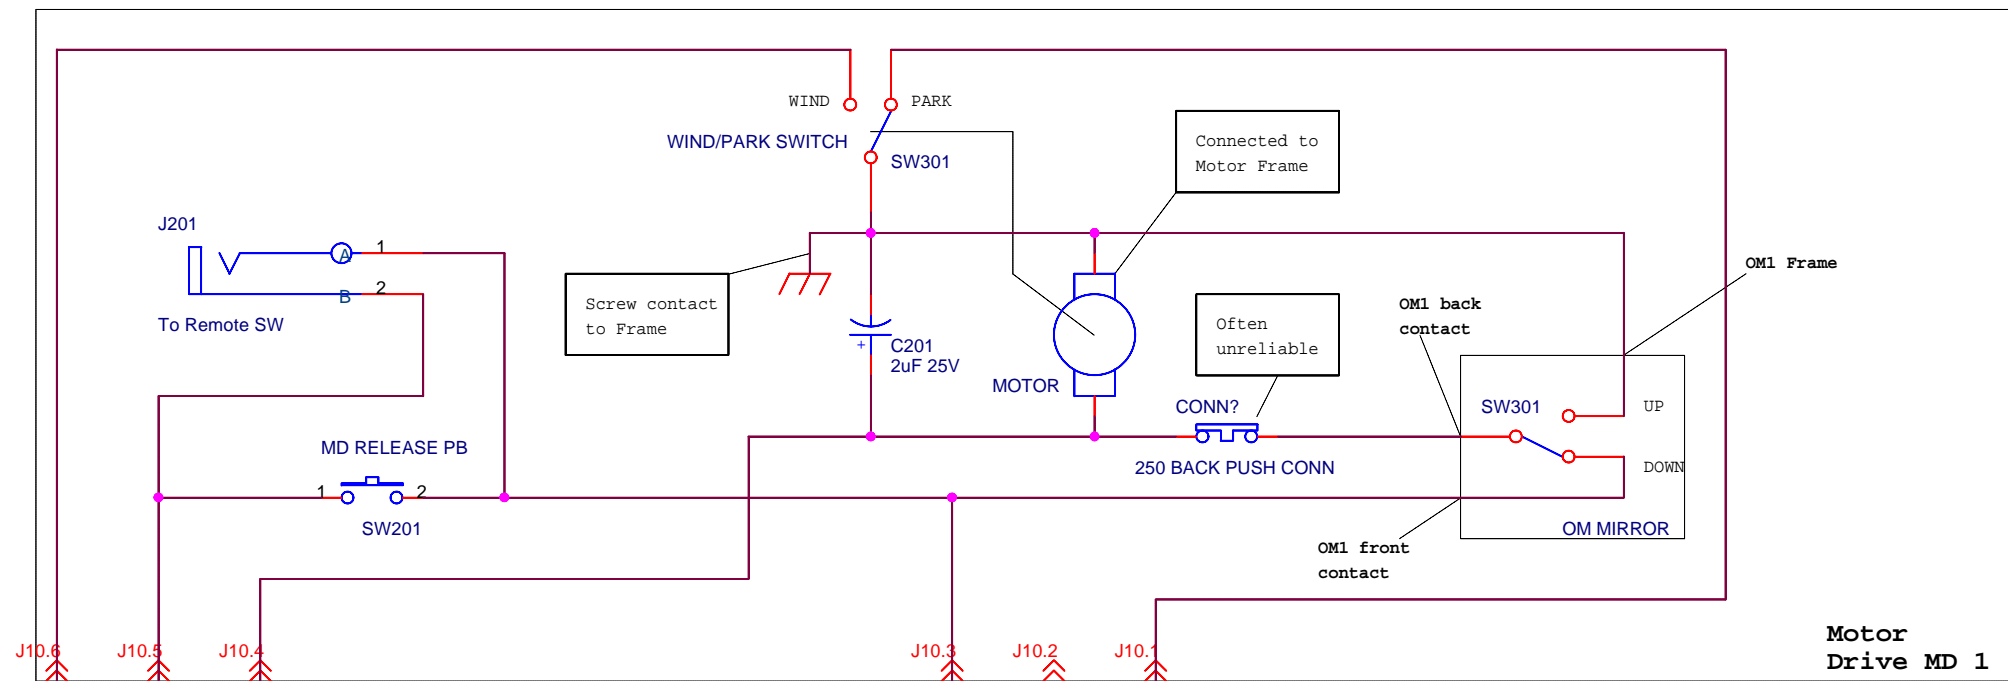 WIND
PARK
WIND/PARK SWITCH
SW301
Connected to
Motor Frame
J201
A
1
B
2
To Remote SW
Screw contact
to Frame
+
C201
2uF 25V
MOTOR
Often
unreliable
OM1 Frame
OM1 back
contact
CONN?
250 BACK PUSH CONN
SW301
UP
DOWN
OM MIRROR
MD RELEASE PB
1
2
SW201
OM1 front
contact
J10.6
J10.5
J10.4
J10.3
J10.2
J10.1
Motor
Drive MD 1